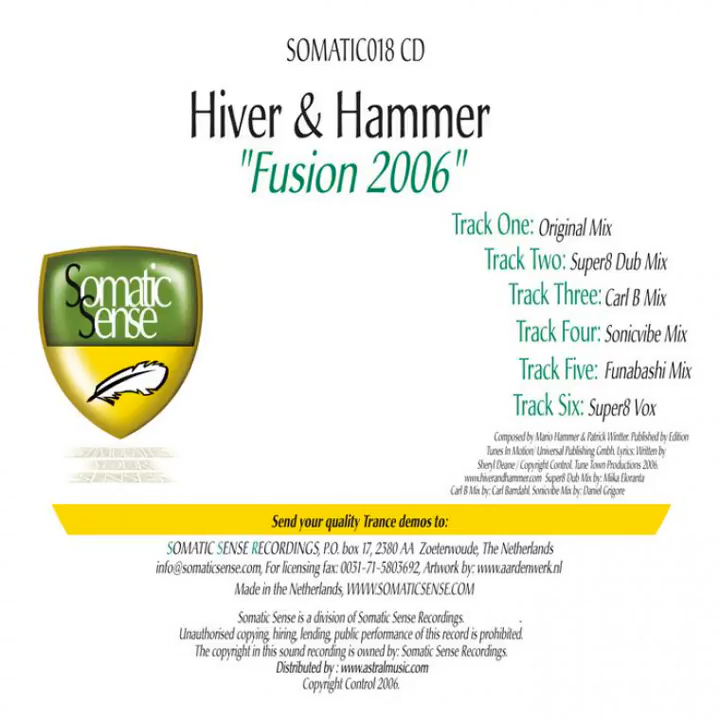 SOMATIC018 CD
Hiver & Hammer
"Fusion 2006"
Track One: Original Mix
Track Two: Super8 Dub Mix
Track Three: Carl B Mix
Track Four: Sonicvibe Mix
Track Five: Funabashi Mix
Track Six: Super8 Vox
Somatic
Sense
Composed by Mario Hammer & Patrick Wintter. Published by Edition
Tunes In Motion/ Universal Publishing Gmbh. Lyrics: Written by
Sheryl Deane / Copyright Control. Tune Town Productions 2006.
www.hiverandhammer.com Super8 Dub Mix by: Miika Eloranta
Carl B Mix by: Carl Barrdahl. Sonicvibe Mix by: Daniel Grigore
Send your quality Trance demos to:
SOMATIC SENSE RECORDINGS, P.O. box 17, 2380 AA Zoeterwoude, The Netherlands
info@somaticsense.com, For licensing fax: 0031-71-5803692, Artwork by: www.aardenwerk.nl
Made in the Netherlands, WWW.SOMATICSENSE.COM
Somatic Sense is a division of Somatic Sense Recordings.
Unauthorised copying, hiring, lending, public performance of this record is prohibited.
The copyright in this sound recording is owned by: Somatic Sense Recordings.
Distributed by : www.astralmusic.com
Copyright Control 2006.